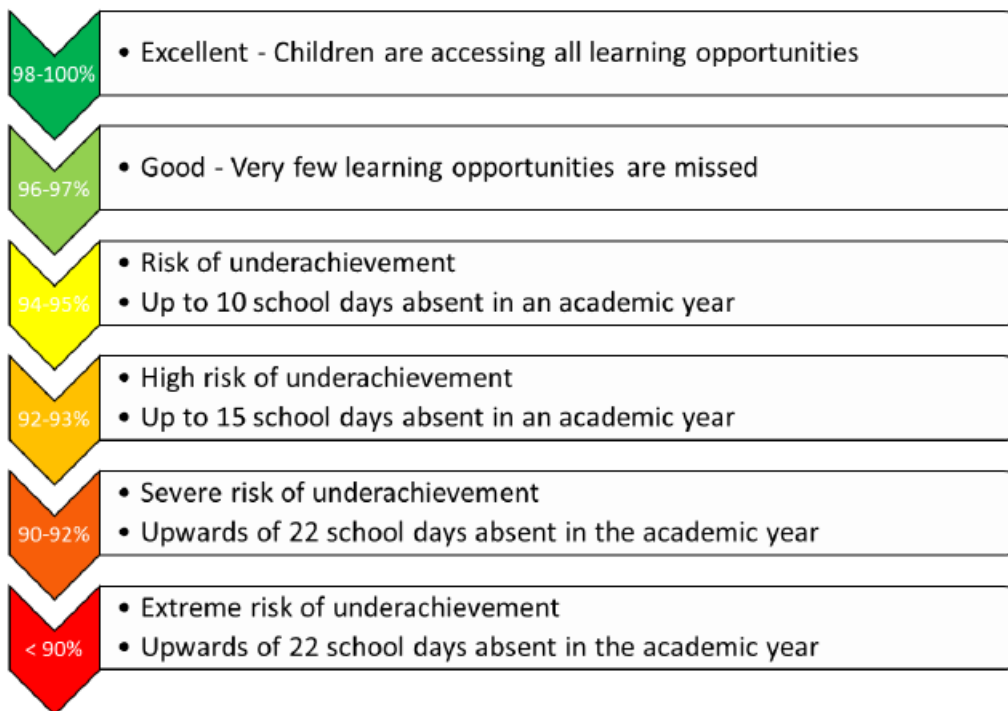 98-100%
• Excellent - Children are accessing all learning opportunities
96-97%
• Good - Very few learning opportunities are missed
94-95%
• Risk of underachievement
• Up to 10 school days absent in an academic year
92-93%
• High risk of underachievement
• Up to 15 school days absent in an academic year
90-92%
• Severe risk of underachievement
• Upwards of 22 school days absent in the academic year
< 90%
• Extreme risk of underachievement
• Upwards of 22 school days absent in the academic year